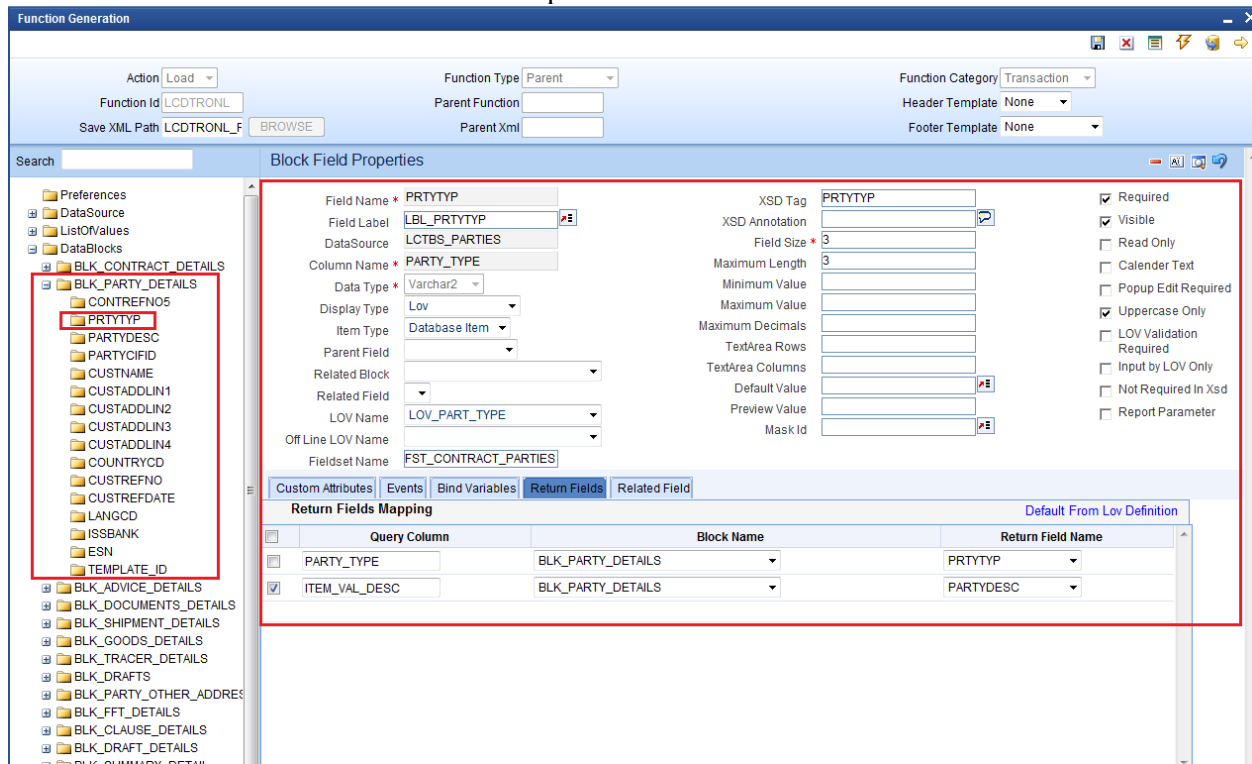 Function Generation
Action Load
Function Type Parent
Function Category Transaction
Function Id LCDTRONL
Parent Function
Header Template None
Save XML Path LCDTRONL_F BROWSE
Parent Xml
Footer Template None
Search
Block Field Properties
Preferences
DataSource
ListOfValues
DataBlocks
BLK_CONTRACT_DETAILS
BLK_PARTY_DETAILS
CONTREFNO5
PRTYTYP
PARTYDESC
PARTYCIFID
CUSTNAME
CUSTADDLIN1
CUSTADDLIN2
CUSTADDLIN3
CUSTADDLIN4
COUNTRYCD
CUSTREFNO
CUSTREFDATE
LANGCD
ISSBANK
ESN
TEMPLATE_ID
BLK_ADVICE_DETAILS
BLK_DOCUMENTS_DETAILS
BLK_SHIPMENT_DETAILS
BLK_GOODS_DETAILS
BLK_TRACER_DETAILS
BLK_DRAFTS
BLK_PARTY_OTHER_ADDRES
BLK_FFT_DETAILS
BLK_CLAUSE_DETAILS
BLK_DRAFT_DETAILS
Field Name * PRTYTYP
Field Label LBL_PRTYTYP
DataSource LCTBS_PARTIES
Column Name * PARTY_TYPE
Data Type * Varchar2
Display Type Lov
Item Type Database Item
Parent Field
Related Block
Related Field
LOV Name LOV_PART_TYPE
Off Line LOV Name
Fieldset Name FST_CONTRACT_PARTIES
XSD Tag PRTYTYP
XSD Annotation
Field Size * 3
Maximum Length 3
Minimum Value
Maximum Value
Maximum Decimals
TextArea Rows
TextArea Columns
Default Value
Preview Value
Mask Id
Required
Visible
Read Only
Calender Text
Popup Edit Required
Uppercase Only
LOV Validation
Required
Input by LOV Only
Not Required In Xsd
Report Parameter
Custom Attributes Events Bind Variables Return Fields Related Field
Return Fields Mapping
Default From Lov Definition
Query Column Block Name Return Field Name
PARTY_TYPE BLK_PARTY_DETAILS PRTYTYP
ITEM_VAL_DESC BLK_PARTY_DETAILS PARTYDESC